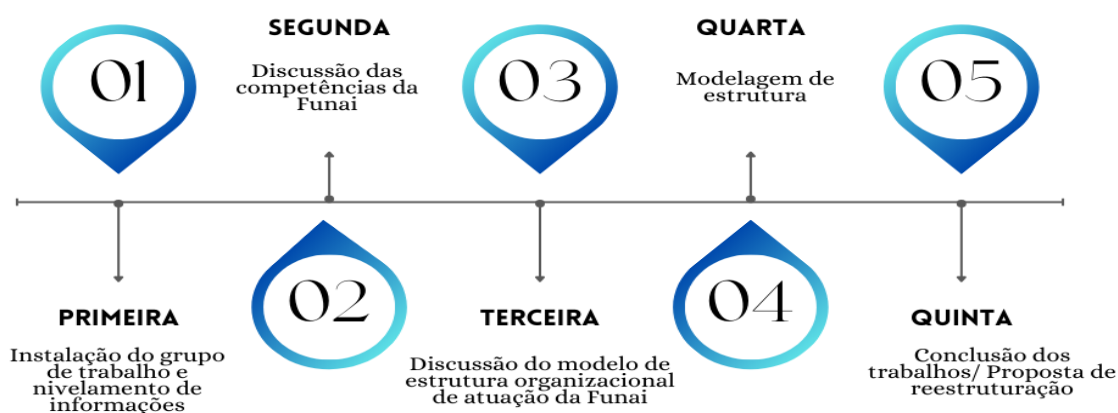 01
PRIMEIRA
Instalação do grupo
de trabalho e
nivelamento de
informações
SEGUNDA
Discussão das
competências da
Funai
02
03
TERCEIRA
Discussão do modelo de
estrutura organizacional
de atuação da Funai
QUARTA
Modelagem de
estrutura
04
05
QUINTA
Conclusão dos
trabalhos/ Proposta de
reestruturação